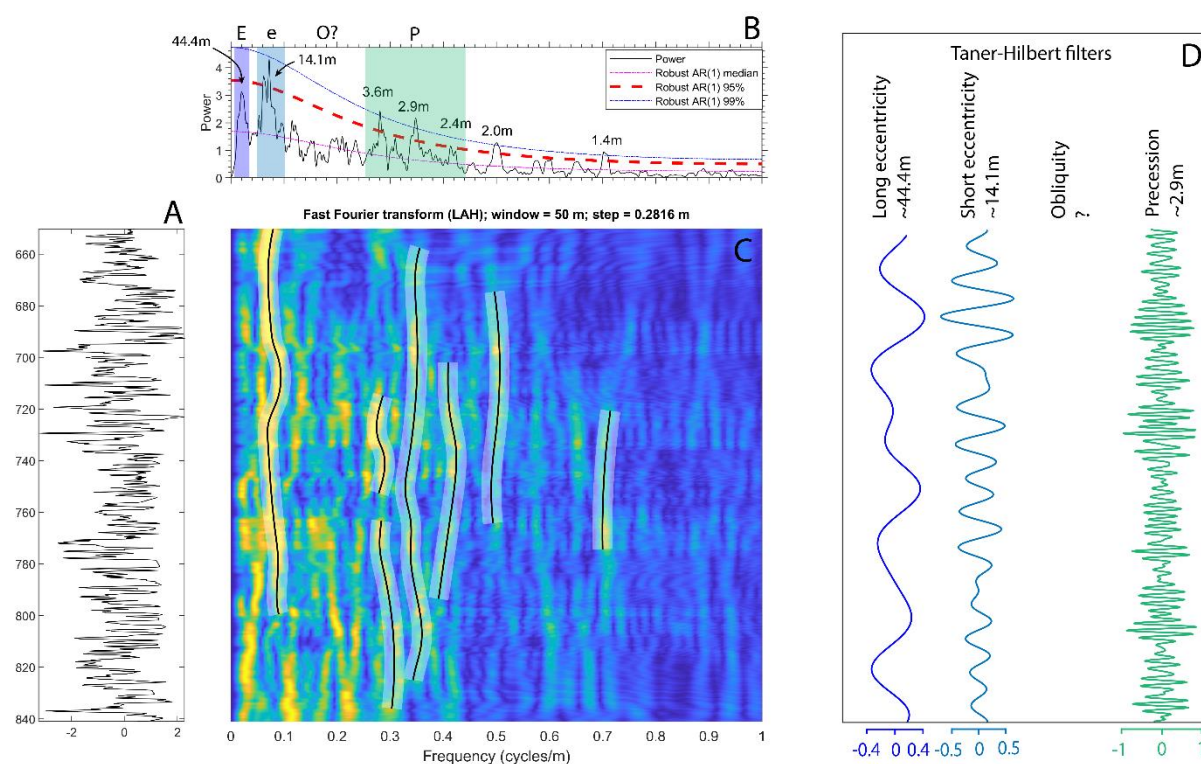 E e O? P B
44.4m
14.1m
3.6m
2.9m
2.4m
2.0m
1.4m
Power
Robust AR(1) median
Robust AR(1) 95%
Robust AR(1) 99%
Power
4
3
2
1
0
A
Fast Fourier transform (LAH); window = 50 m; step = 0.2816 m
C
660
680
700
720
740
760
780
800
820
840
-2 0 2
0 0.1 0.2 0.3 0.4 0.5 0.6 0.7 0.8 0.9 1
Frequency (cycles/m)
Taner-Hilbert filters
D
Long eccentricity
~44.4m
Short eccentricity
~14.1m
Obliquity
?
Precession
~2.9m
-0.4 0 0.4
-0.5 0 0.5
-1 0 1